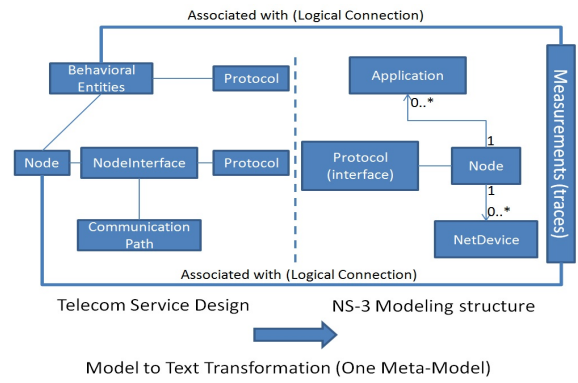 Associated with (Logical Connection)
Behavioral
Entities
Protocol
Node
NodeInterface
Protocol
Communication
Path
Application
0..*
1
Protocol
(interface)
Node
1
0..*
NetDevice
Measurements (traces)
Associated with (Logical Connection)
Telecom Service Design
NS-3 Modeling structure
Model to Text Transformation (One Meta-Model)